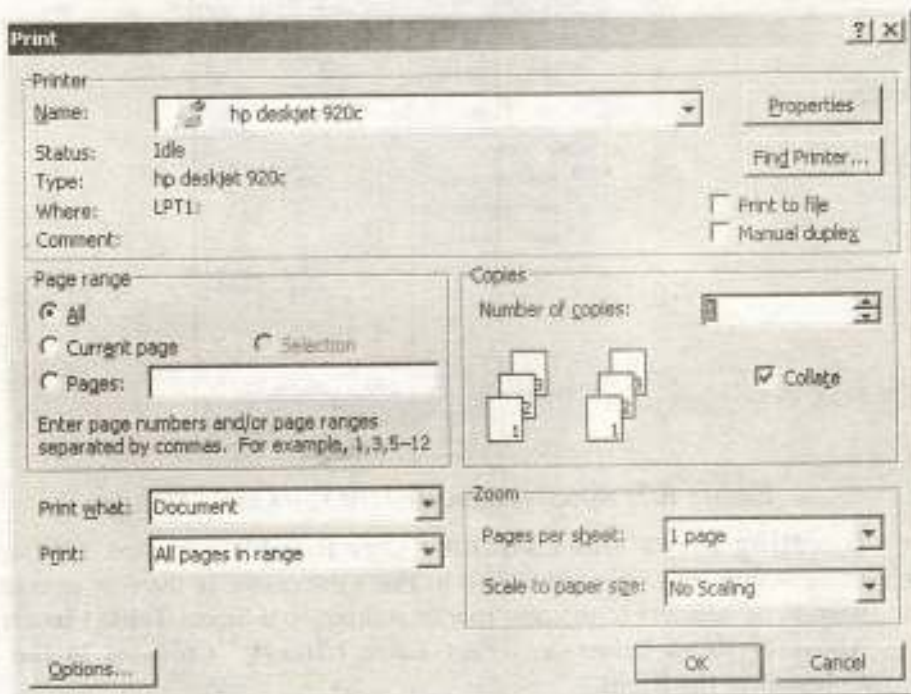 Print
Printer
Name: hp deskjet 920c
Properties
Status: Idle
Find Printer...
Type: hp deskjet 920c
Where: LPT1:
Print to file
Comment:
Manual duplex
Page range
All
Current page
Selection
Pages:
Enter page numbers and/or page ranges
separated by commas. For example, 1,3,5–12
Copies
Number of copies: 1
Collate
1
Print what: Document
Print: All pages in range
Zoom
Pages per sheet: 1 page
Scale to paper size: No Scaling
Options...
OK
Cancel